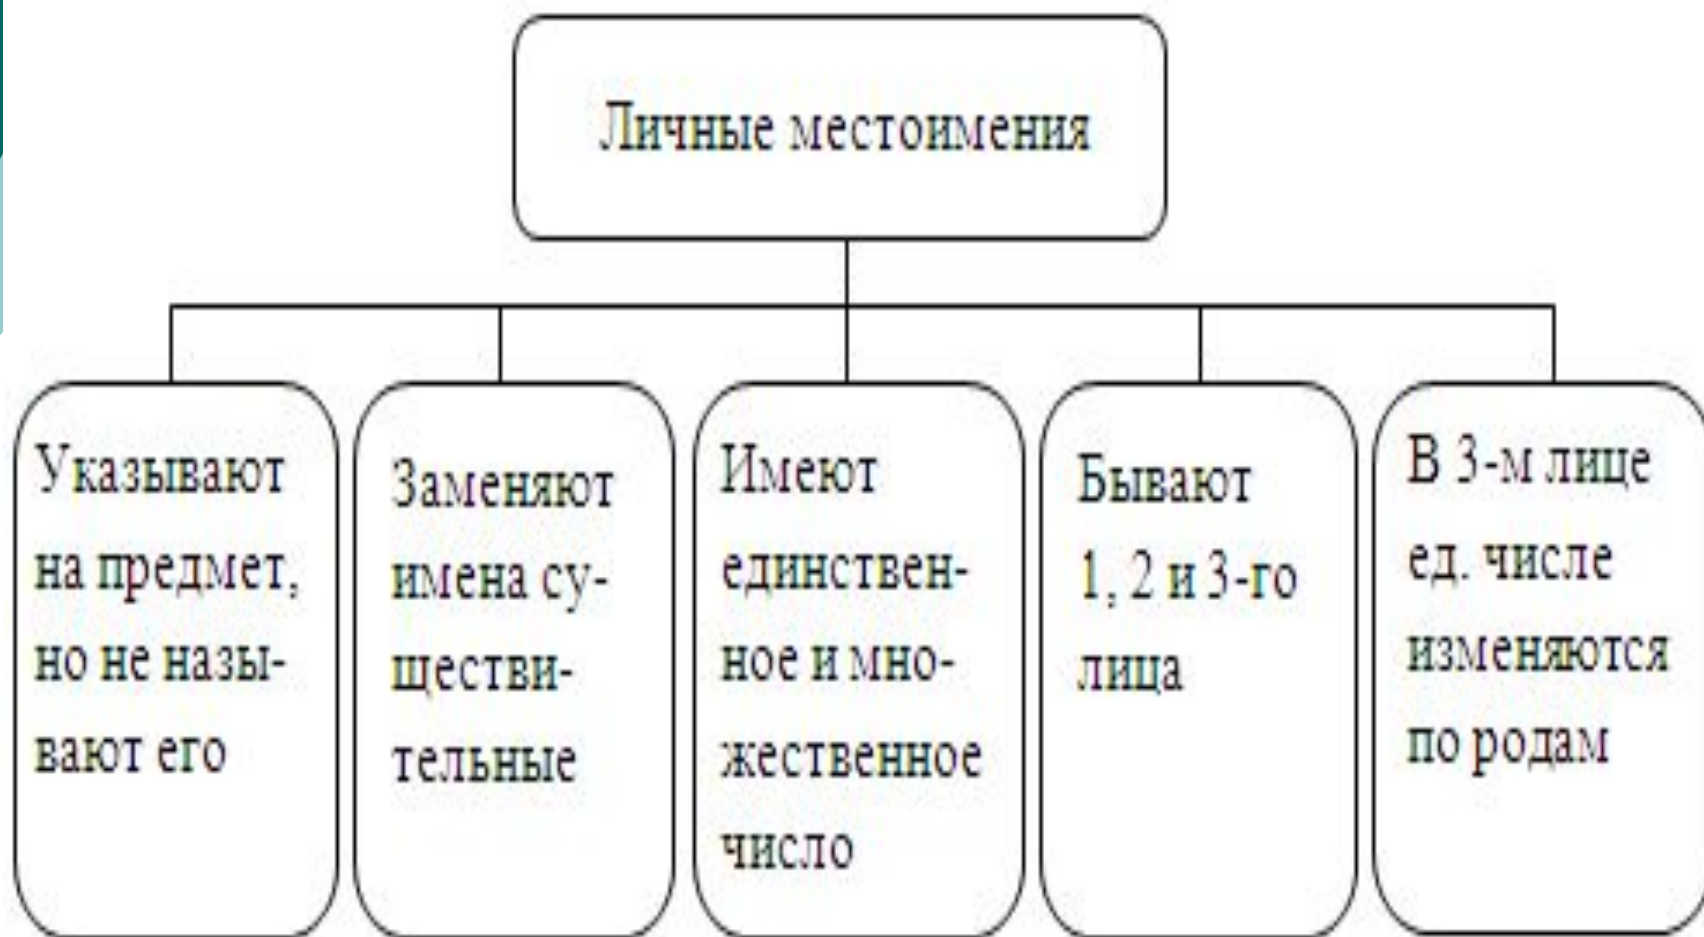 Личные местоимения
Указывают
на предмет,
но не назы-
вают его
Заменяют
имена су-
ществи-
тельные
Имеют
единствен-
ное и мно-
жественное
число
Бывают
1, 2 и 3-го
лица
В 3-м лице
ед. числе
изменяются
по родам